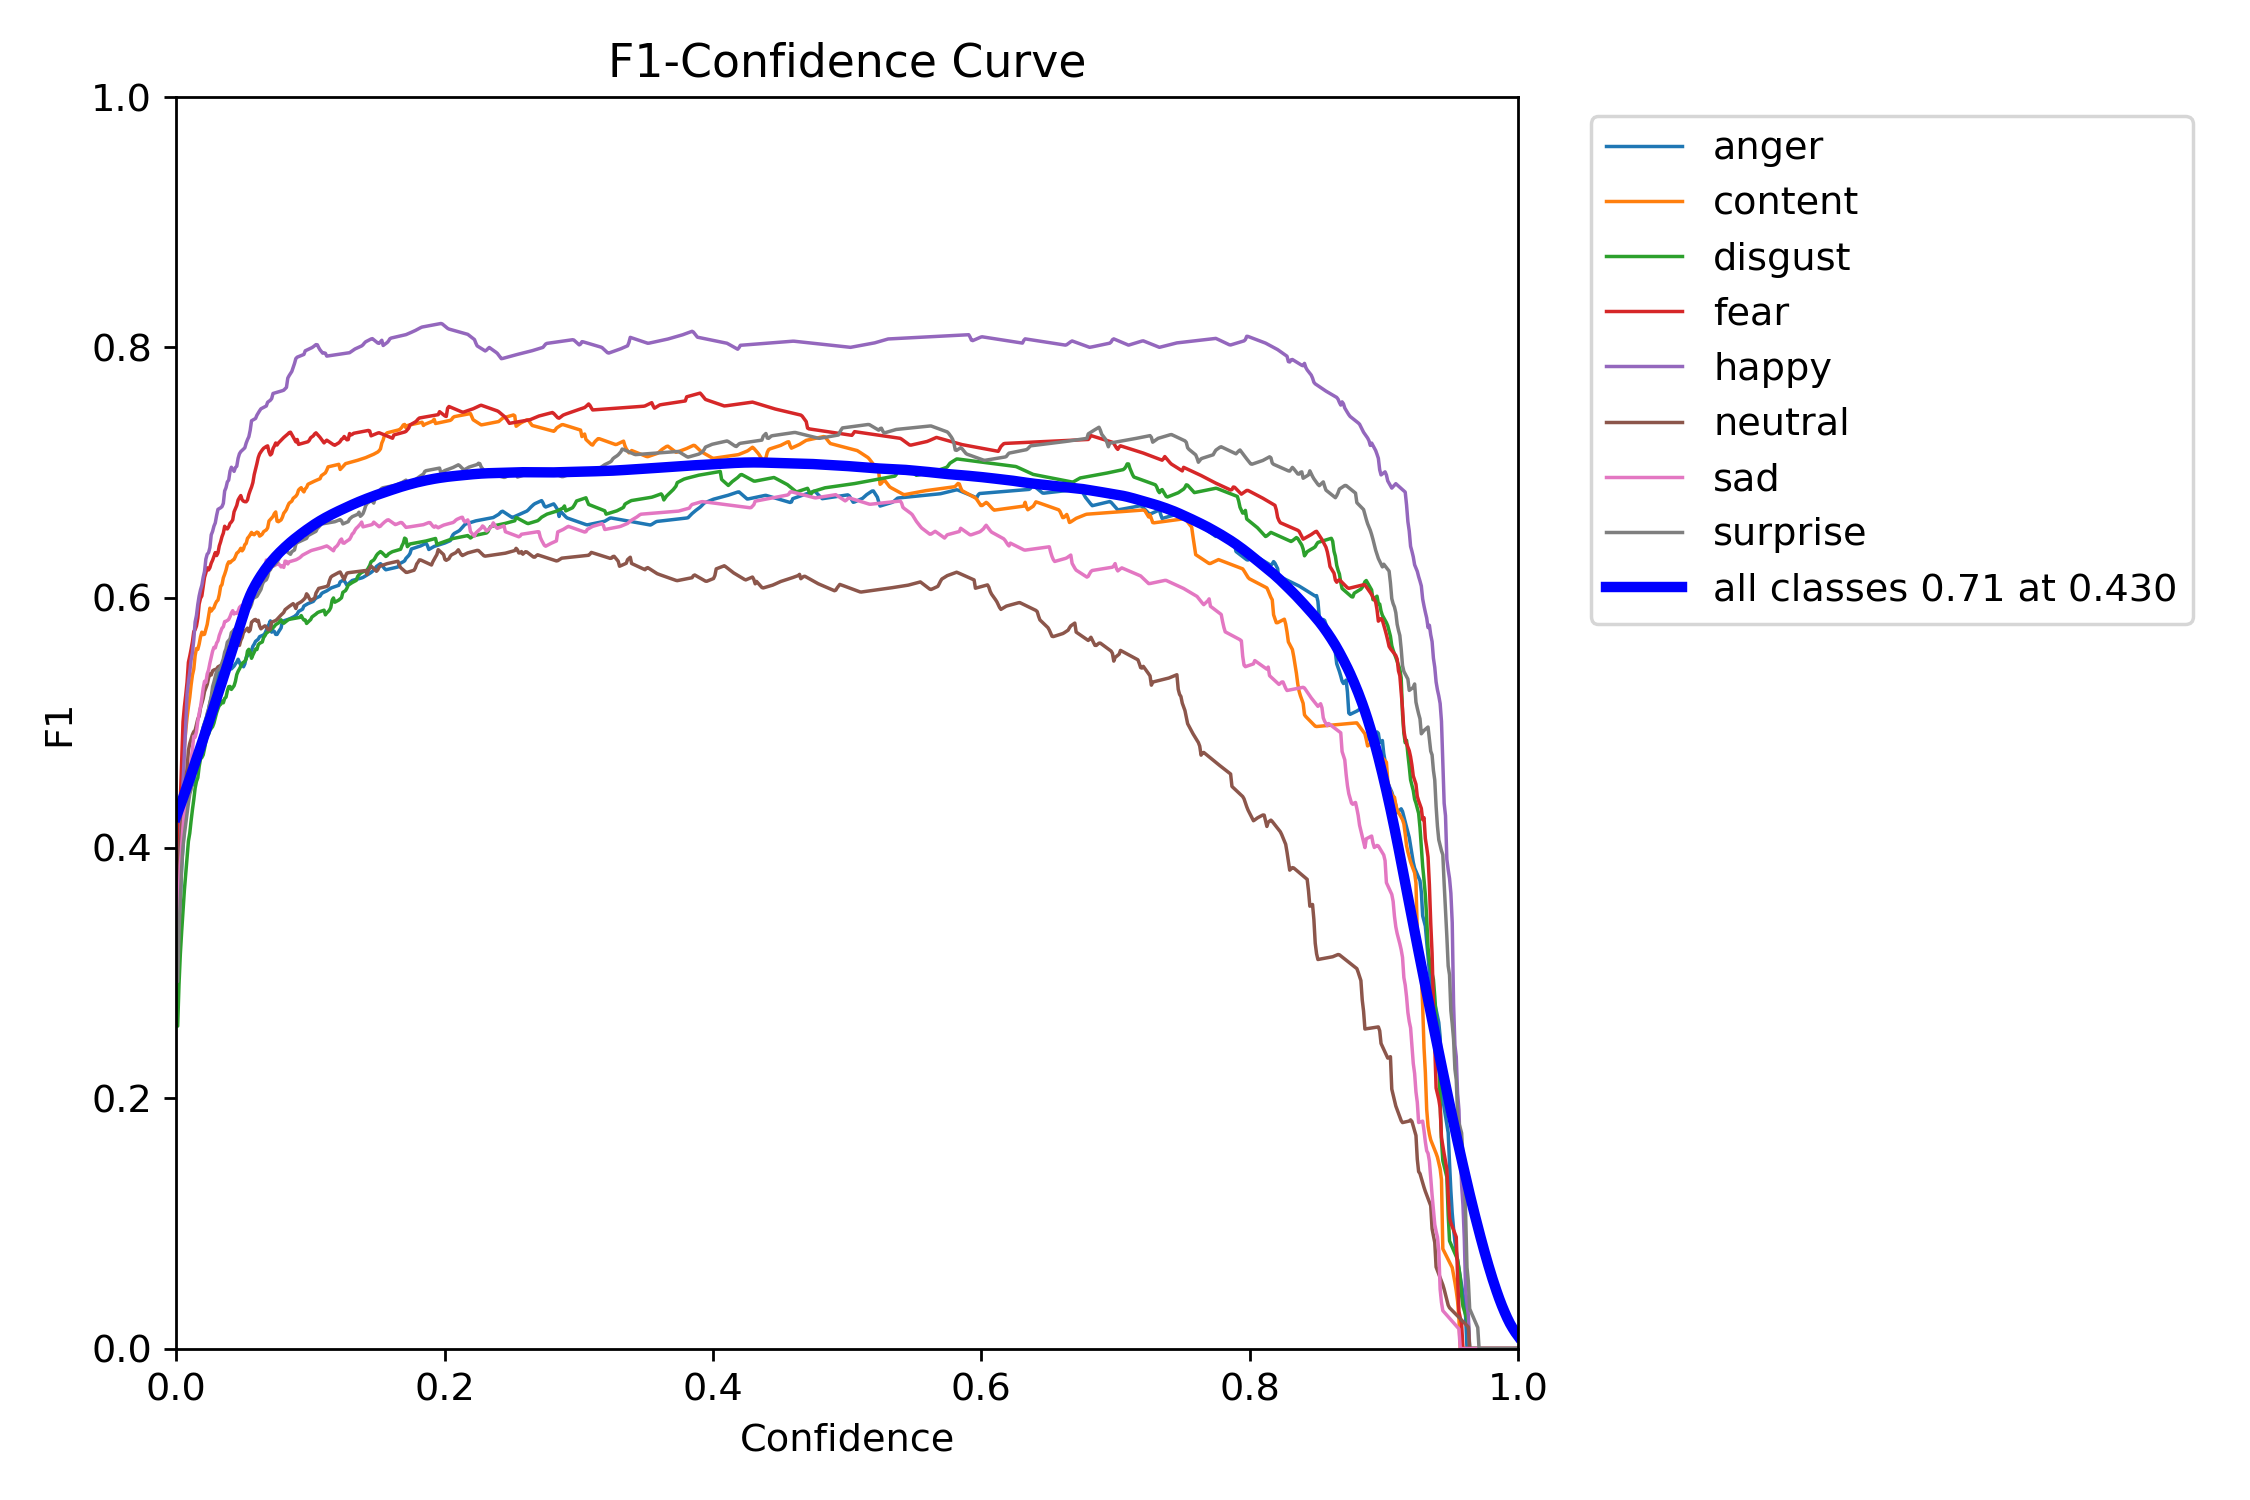 F1-Confidence Curve
1.0
0.8
0.6
0.4
0.2
0.0
F1
0.0 0.2 0.4 0.6 0.8 1.0
Confidence
anger
content
disgust
fear
happy
neutral
sad
surprise
all classes 0.71 at 0.430